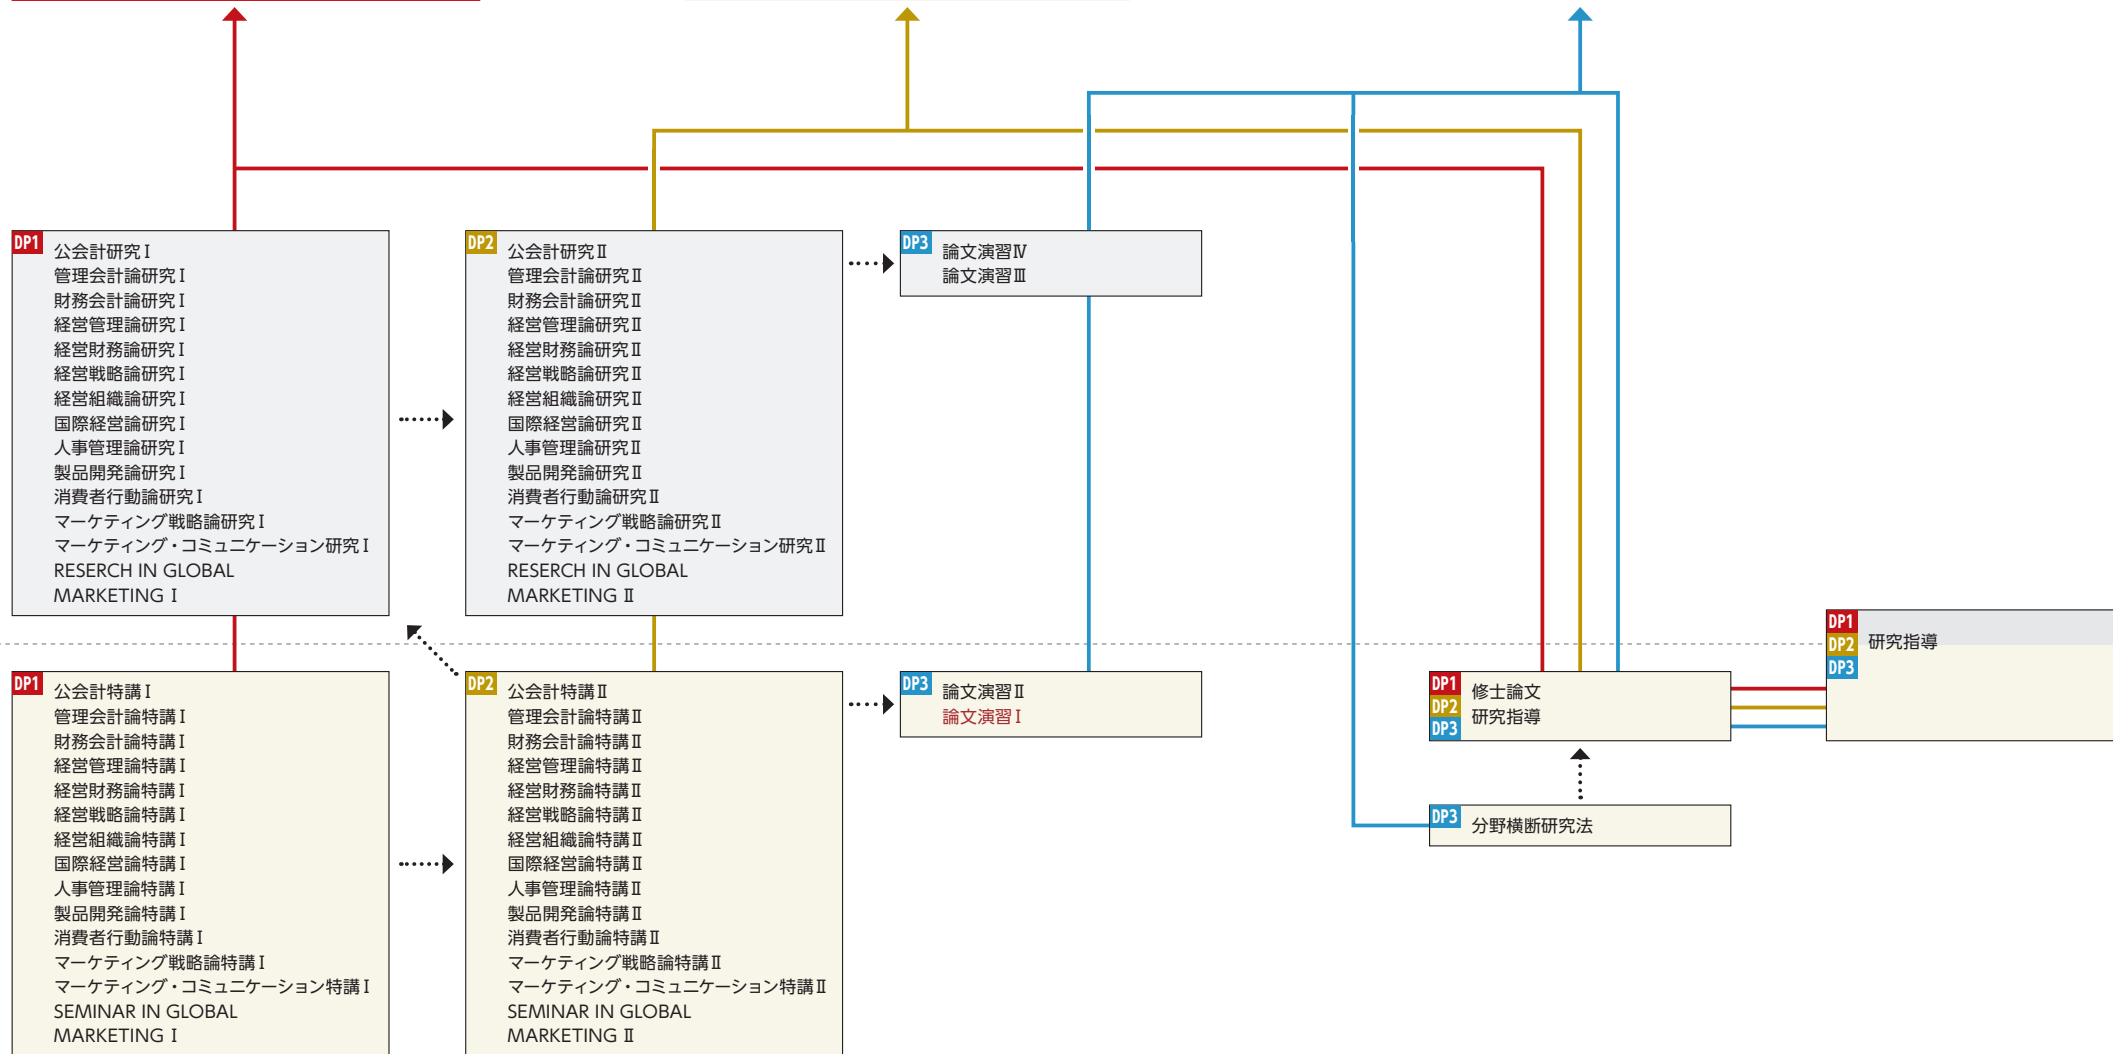 DP1
公会計研究Ⅰ
管理会計論研究Ⅰ
財務会計論研究Ⅰ
経営管理論研究Ⅰ
経営財務論研究Ⅰ
経営戦略論研究Ⅰ
経営組織論研究Ⅰ
国際経営論研究Ⅰ
人事管理論研究Ⅰ
製品開発論研究Ⅰ
消費者行動論研究Ⅰ
マーケティング戦略論研究Ⅰ
マーケティング・コミュニケーション研究Ⅰ
RESERCH IN GLOBAL
MARKETING Ⅰ
DP2
公会計研究Ⅱ
管理会計論研究Ⅱ
財務会計論研究Ⅱ
経営管理論研究Ⅱ
経営財務論研究Ⅱ
経営戦略論研究Ⅱ
経営組織論研究Ⅱ
国際経営論研究Ⅱ
人事管理論研究Ⅱ
製品開発論研究Ⅱ
消費者行動論研究Ⅱ
マーケティング戦略論研究Ⅱ
マーケティング・コミュニケーション研究Ⅱ
RESERCH IN GLOBAL
MARKETING Ⅱ
DP3
論文演習Ⅳ
論文演習Ⅲ
DP1
DP2
DP3
研究指導
DP1
公会計特講Ⅰ
管理会計論特講Ⅰ
財務会計論特講Ⅰ
経営管理論特講Ⅰ
経営財務論特講Ⅰ
経営戦略論特講Ⅰ
経営組織論特講Ⅰ
国際経営論特講Ⅰ
人事管理論特講Ⅰ
製品開発論特講Ⅰ
消費者行動論特講Ⅰ
マーケティング戦略論特講Ⅰ
マーケティング・コミュニケーション特講Ⅰ
SEMINAR IN GLOBAL
MARKETING Ⅰ
DP2
公会計特講Ⅱ
管理会計論特講Ⅱ
財務会計論特講Ⅱ
経営管理論特講Ⅱ
経営財務論特講Ⅱ
経営戦略論特講Ⅱ
経営組織論特講Ⅱ
国際経営論特講Ⅱ
人事管理論特講Ⅱ
製品開発論特講Ⅱ
消費者行動論特講Ⅱ
マーケティング戦略論特講Ⅱ
マーケティング・コミュニケーション特講Ⅱ
SEMINAR IN GLOBAL
MARKETING Ⅱ
DP3
論文演習Ⅱ
論文演習Ⅰ
DP1
DP2
DP3
修士論文
研究指導
DP3
分野横断研究法